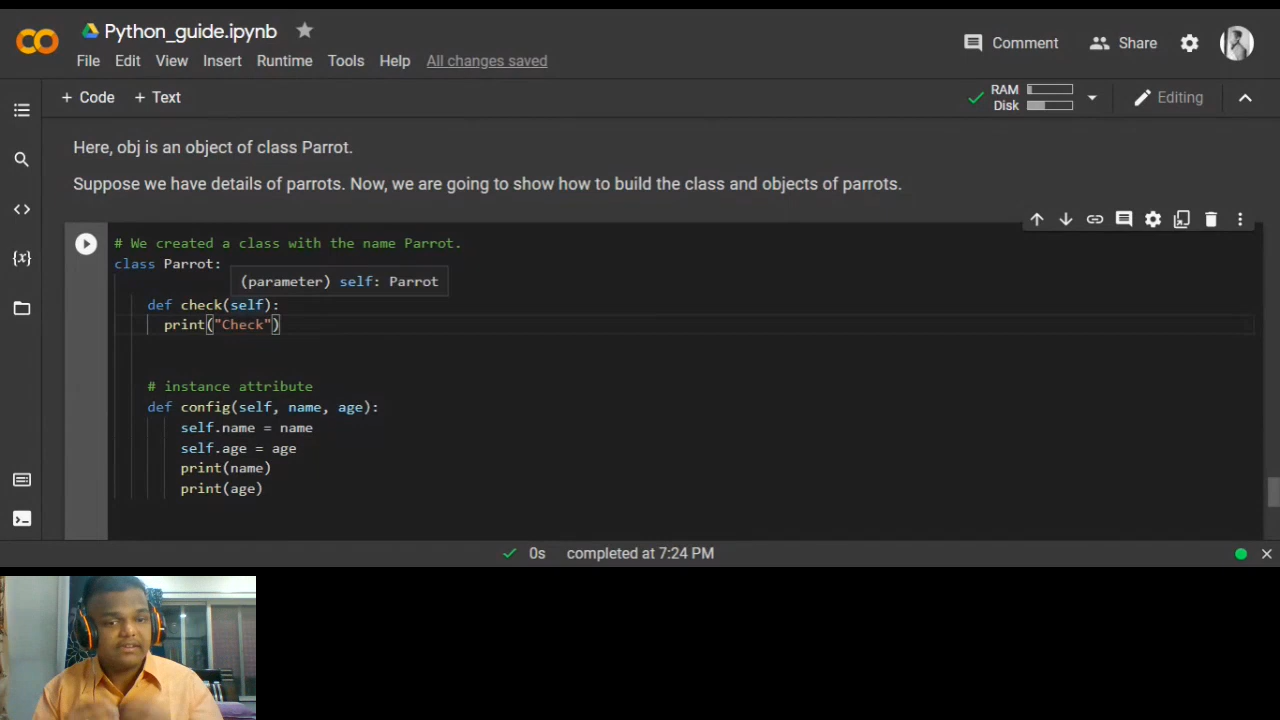 Python_guide.ipynb
File Edit View Insert Runtime Tools Help All changes saved
Comment Share
+ Code + Text
RAM
Disk
Editing
Here, obj is an object of class Parrot.
Suppose we have details of parrots. Now, we are going to show how to build the class and objects of parrots.
# We created a class with the name Parrot.
class Parrot:
(parameter) self: Parrot
def check(self):
print("Check")
# instance attribute
def config(self, name, age):
self.name = name
self.age = age
print(name)
print(age)
0s completed at 7:24 PM